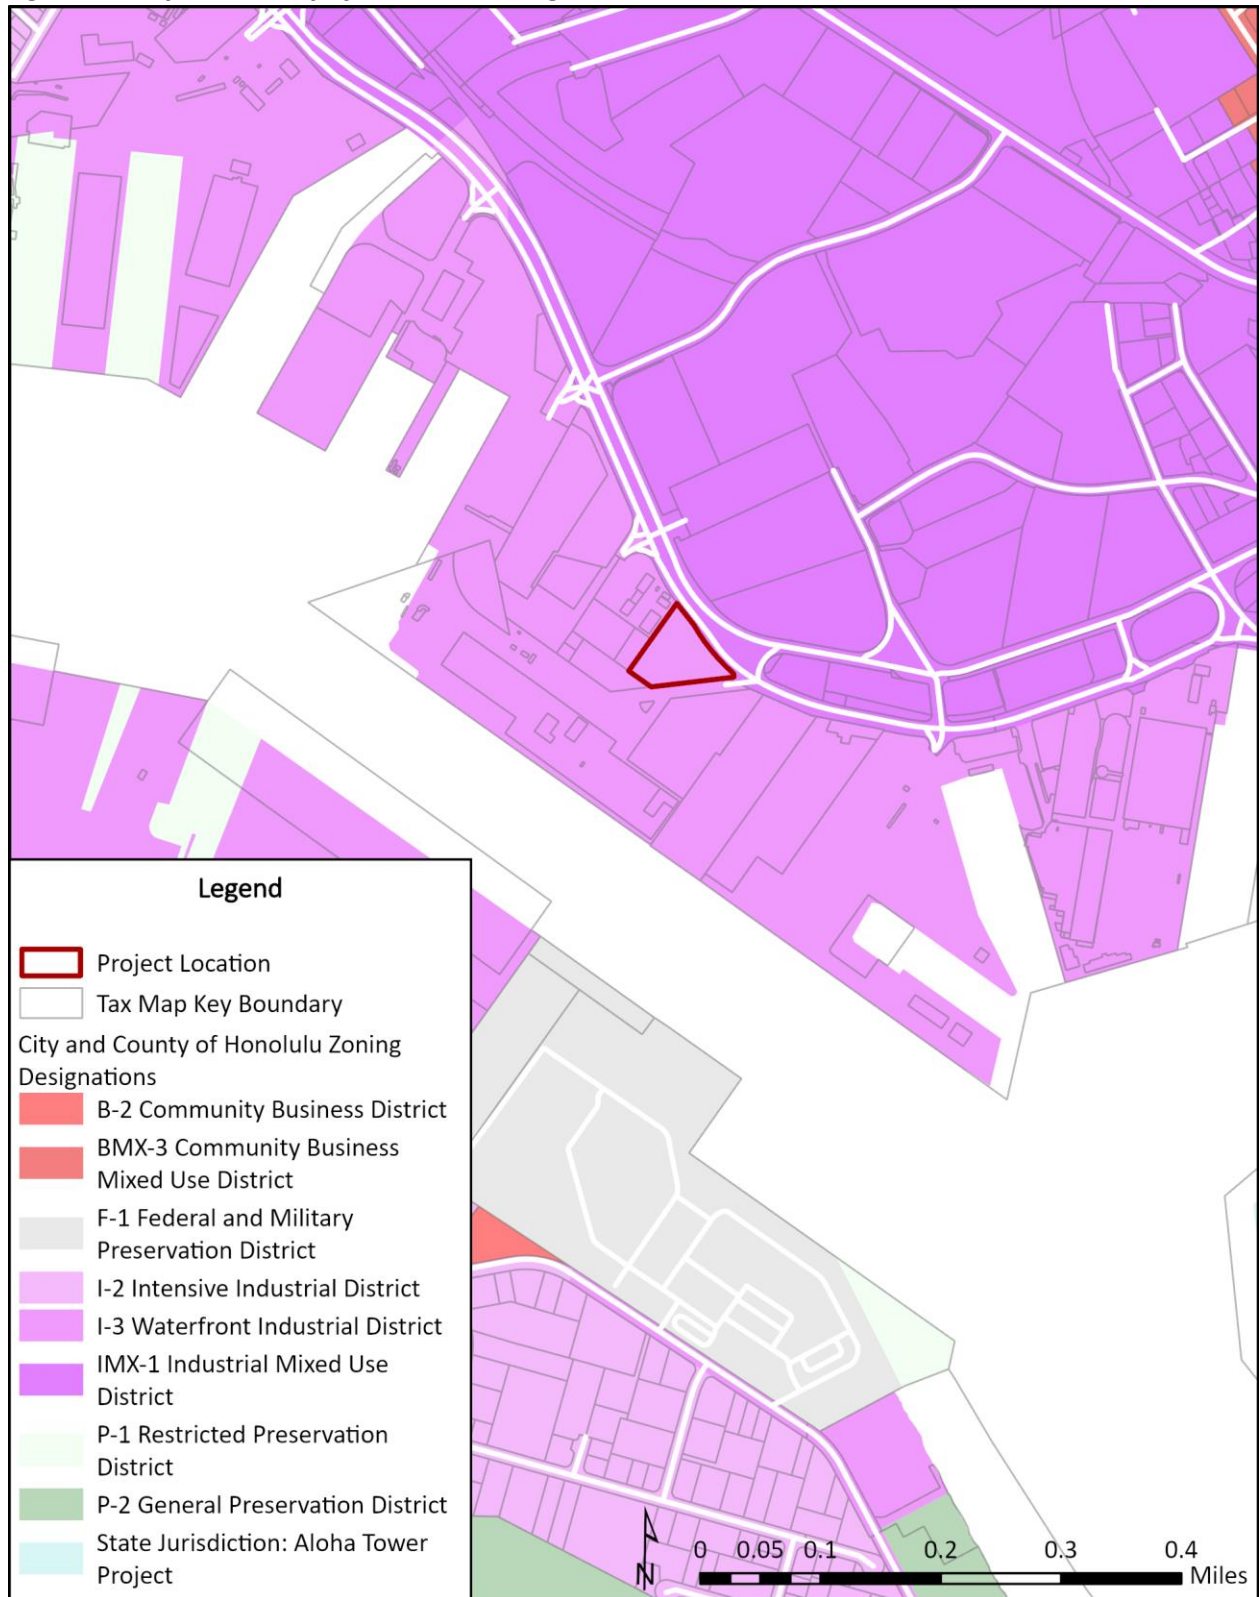 Legend
Project Location
Tax Map Key Boundary
City and County of Honolulu Zoning
Designations
B-2 Community Business District
BMX-3 Community Business
Mixed Use District
F-1 Federal and Military
Preservation District
I-2 Intensive Industrial District
I-3 Waterfront Industrial District
IMX-1 Industrial Mixed Use
District
P-1 Restricted Preservation
District
P-2 General Preservation District
State Jurisdiction: Aloha Tower
Project
N
0 0.05 0.1 0.2 0.3 0.4
Miles